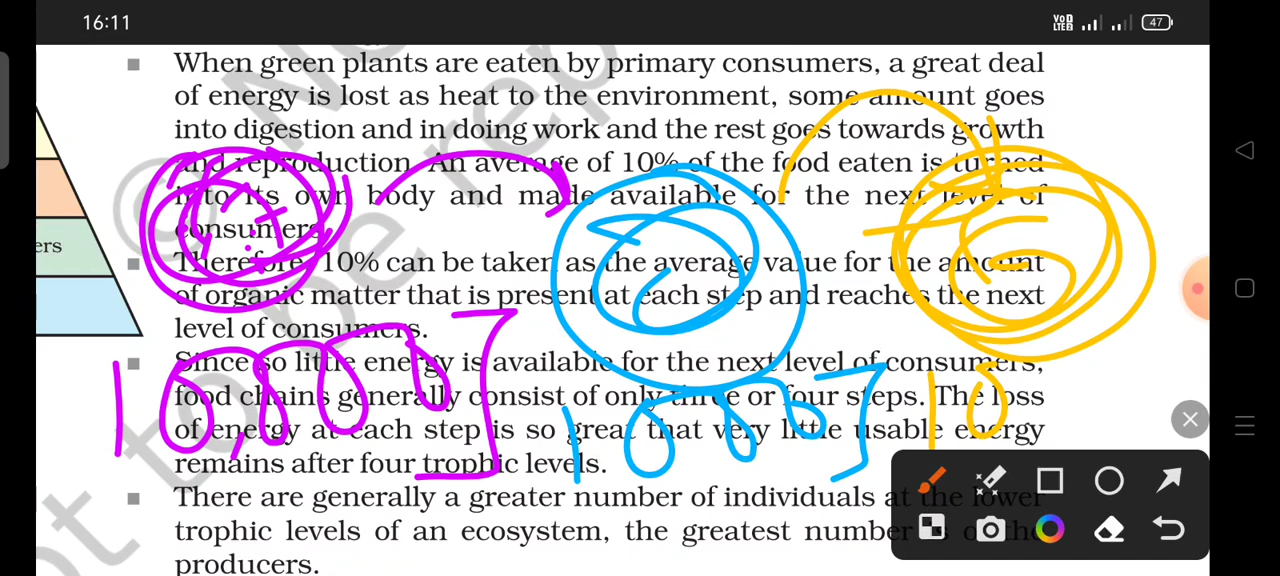 16:11
Vo) LTE2 47
When green plants are eaten by primary consumers, a great deal
of energy is lost as heat to the environment, some amount goes
into digestion and in doing work and the rest goes towards growth
and reproduction. An average of 10% of the food eaten is turned
into its own body and made available for the next level of
consumers.
ers
Therefore, 10% can be taken as the average value for the amount
of organic matter that is present at each step and reaches the next
level of consumers.
Since so little energy is available for the next level of consumers,
food chains generally consist of only three or four steps. The loss
of energy at each step is so great that very little usable energy
remains after four trophic levels.
There are generally a greater number of individuals at the lower
trophic levels of an ecosystem, the greatest number is of the
producers.